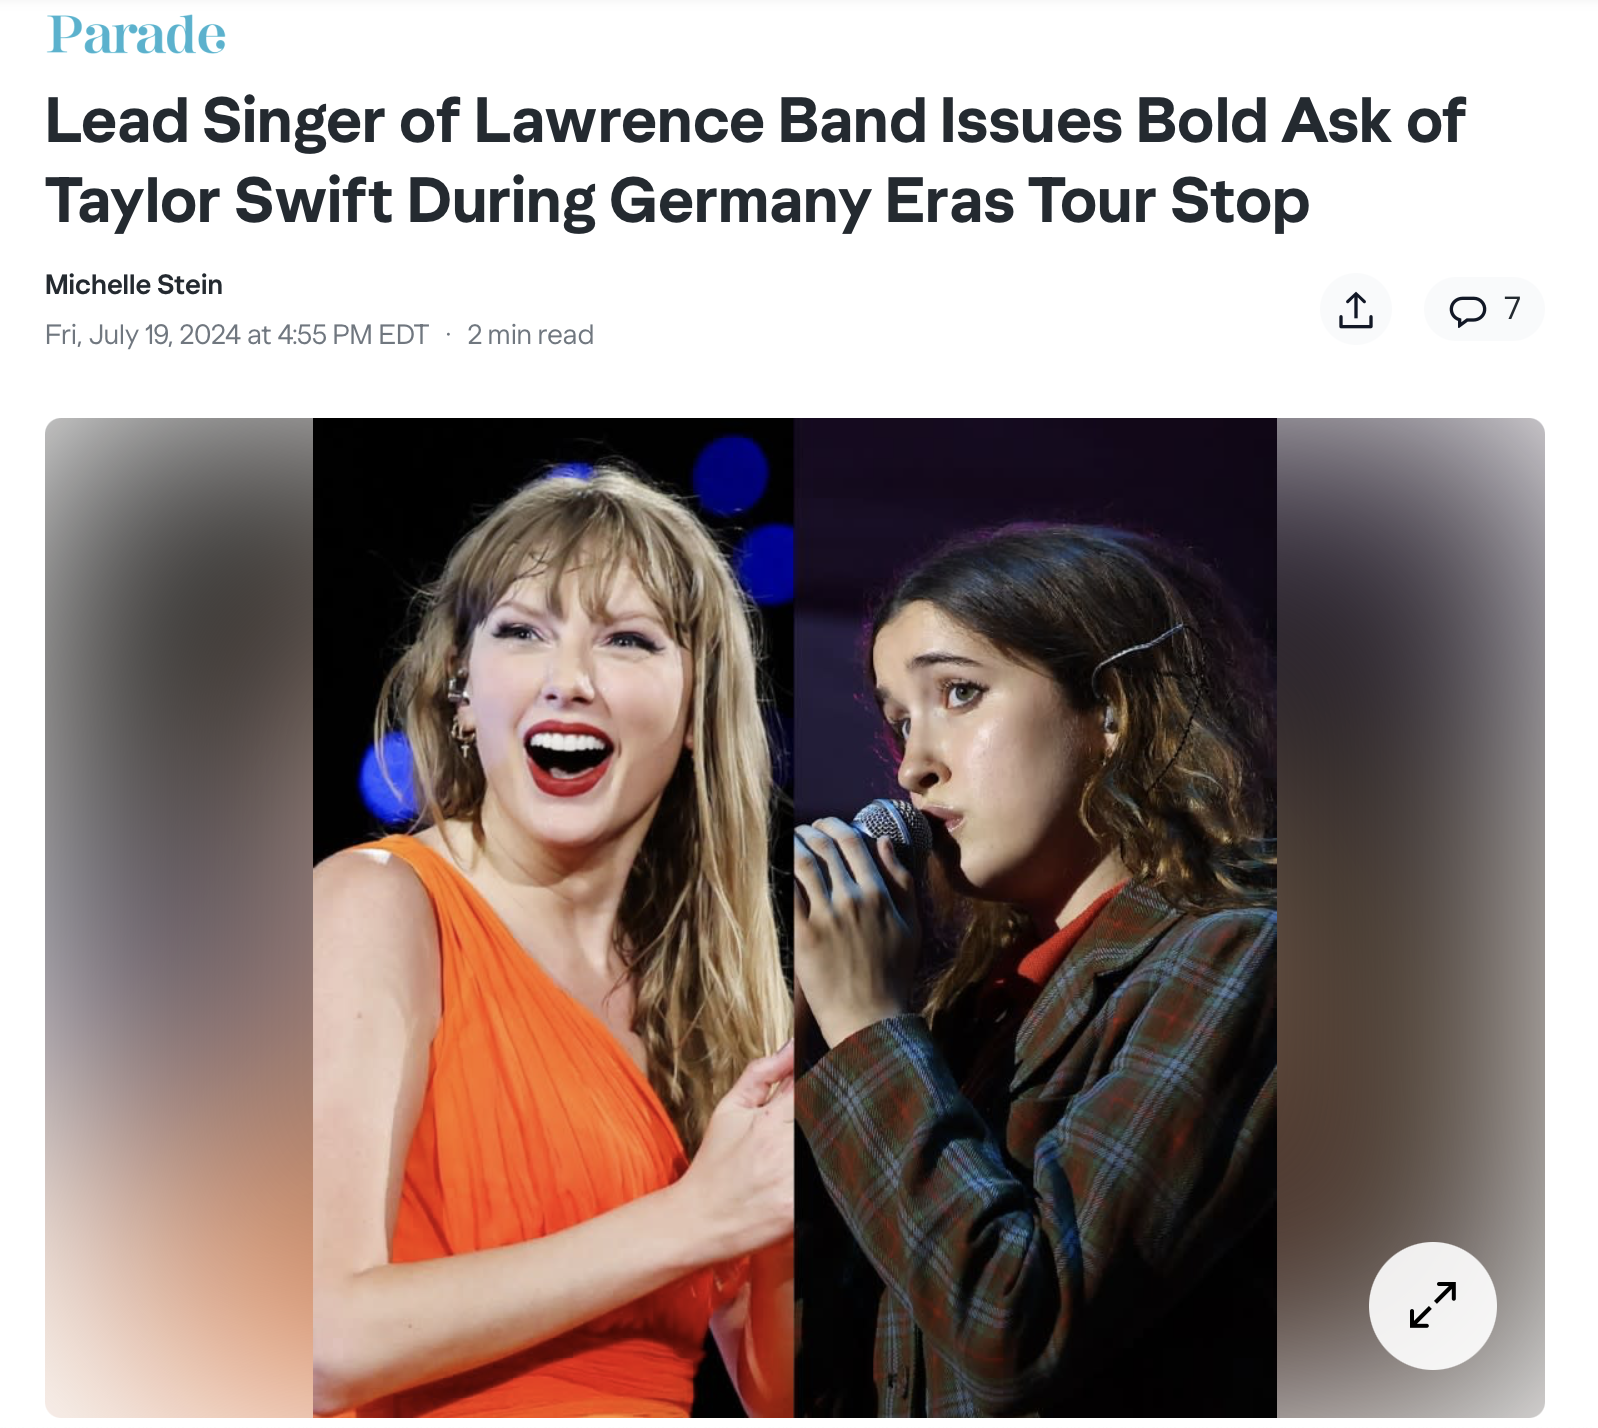 Parade
Lead Singer of Lawrence Band Issues Bold Ask of
Taylor Swift During Germany Eras Tour Stop
Michelle Stein
Fri, July 19, 2024 at 4:55 PM EDT · 2 min read
7